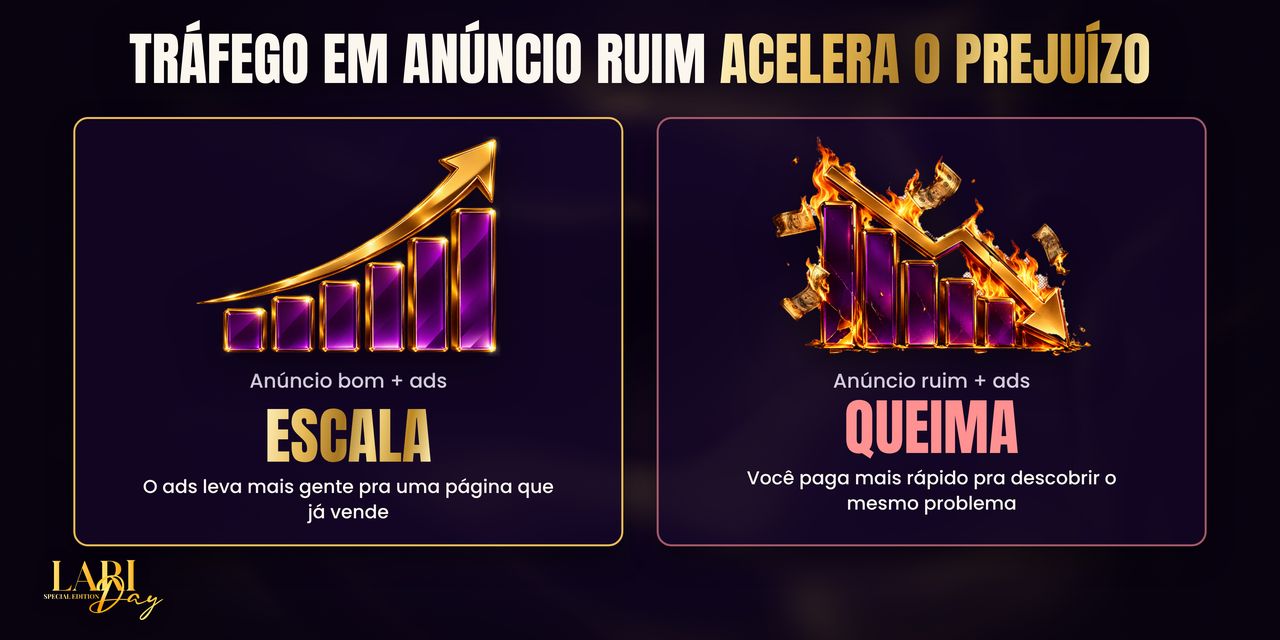 TRÁFEGO EM ANÚNCIO RUIM ACELERA O PREJUÍZO
Anúncio bom + ads
ESCALA
O ads leva mais gente pra uma página que
já vende
Anúncio ruim + ads
QUEIMA
Você paga mais rápido pra descobrir o
mesmo problema
LABI
SPECIAL EDITION Day